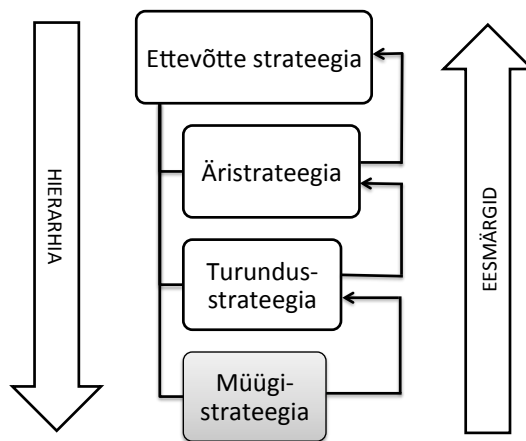 Ettevõtte strateegia
Äristrateegia
Turundus-
strateegia
Müügi-
strateegia
HIERARHIA
EESMÄRGID